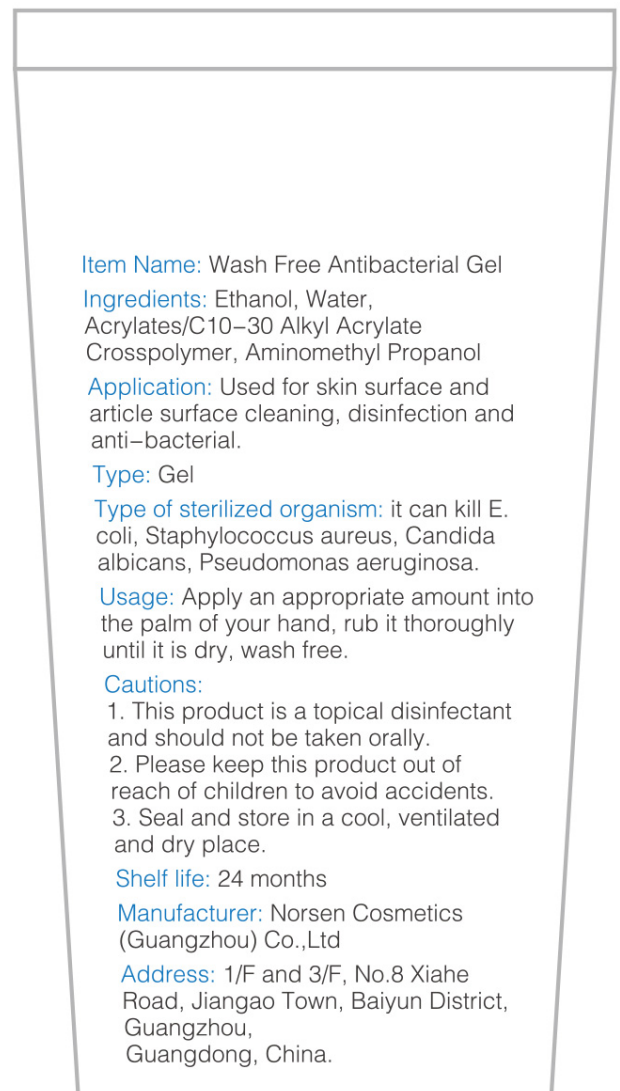 Item Name: Wash Free Antibacterial Gel
Ingredients: Ethanol, Water,
Acrylates/C10–30 Alkyl Acrylate
Crosspolymer, Aminomethyl Propanol
Application: Used for skin surface and
article surface cleaning, disinfection and
anti–bacterial.
Type: Gel
Type of sterilized organism: it can kill E.
coli, Staphylococcus aureus, Candida
albicans, Pseudomonas aeruginosa.
Usage: Apply an appropriate amount into
the palm of your hand, rub it thoroughly
until it is dry, wash free.
Cautions:
1. This product is a topical disinfectant
and should not be taken orally.
2. Please keep this product out of
reach of children to avoid accidents.
3. Seal and store in a cool, ventilated
and dry place.
Shelf life: 24 months
Manufacturer: Norsen Cosmetics
(Guangzhou) Co.,Ltd
Address: 1/F and 3/F, No.8 Xiahe
Road, Jiangao Town, Baiyun District,
Guangzhou,
Guangdong, China.